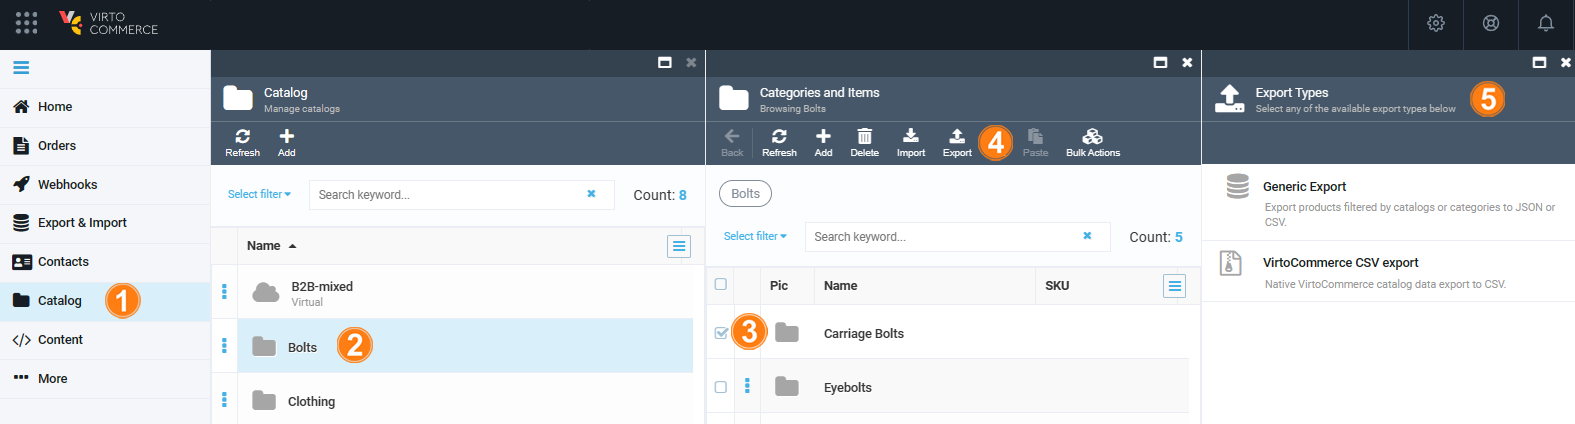 VIRTO
COMMERCE
Home
Orders
Webhooks
Export & Import
Contacts
Catalog
1
Content
More
Catalog
Manage catalogs
Refresh
Add
Select filter
Search keyword...
Count: 8
Name
B2B-mixed
Virtual
Bolts
2
Clothing
Categories and Items
Browsing Bolts
Back
Refresh
Add
Delete
Import
Export
4
Paste
Bulk Actions
Bolts
Select filter
Search keyword...
Count: 5
Pic
Name
SKU
3
Carriage Bolts
Eyebolts
Export Types
Select any of the available export types below
5
Generic Export
Export products filtered by catalogs or categories to JSON or
CSV.
VirtoCommerce CSV export
Native VirtoCommerce catalog data export to CSV.